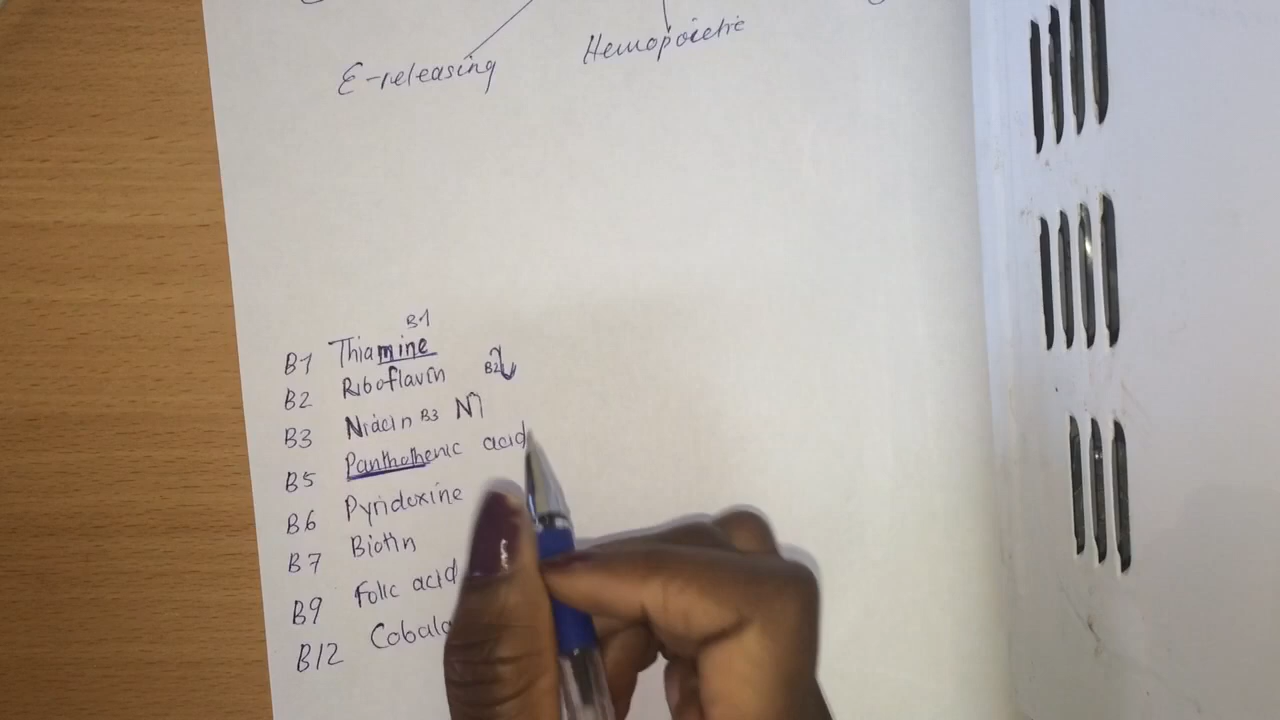 E-releasing
Hemopoietic
B1
B1 Thiamine
B2 Riboflavin B2
B3 Niacin B3 N
B5 Panthothenic acid
B6 Pyridoxine
B7 Biotin
B9 Folic acid
B12 Cobala